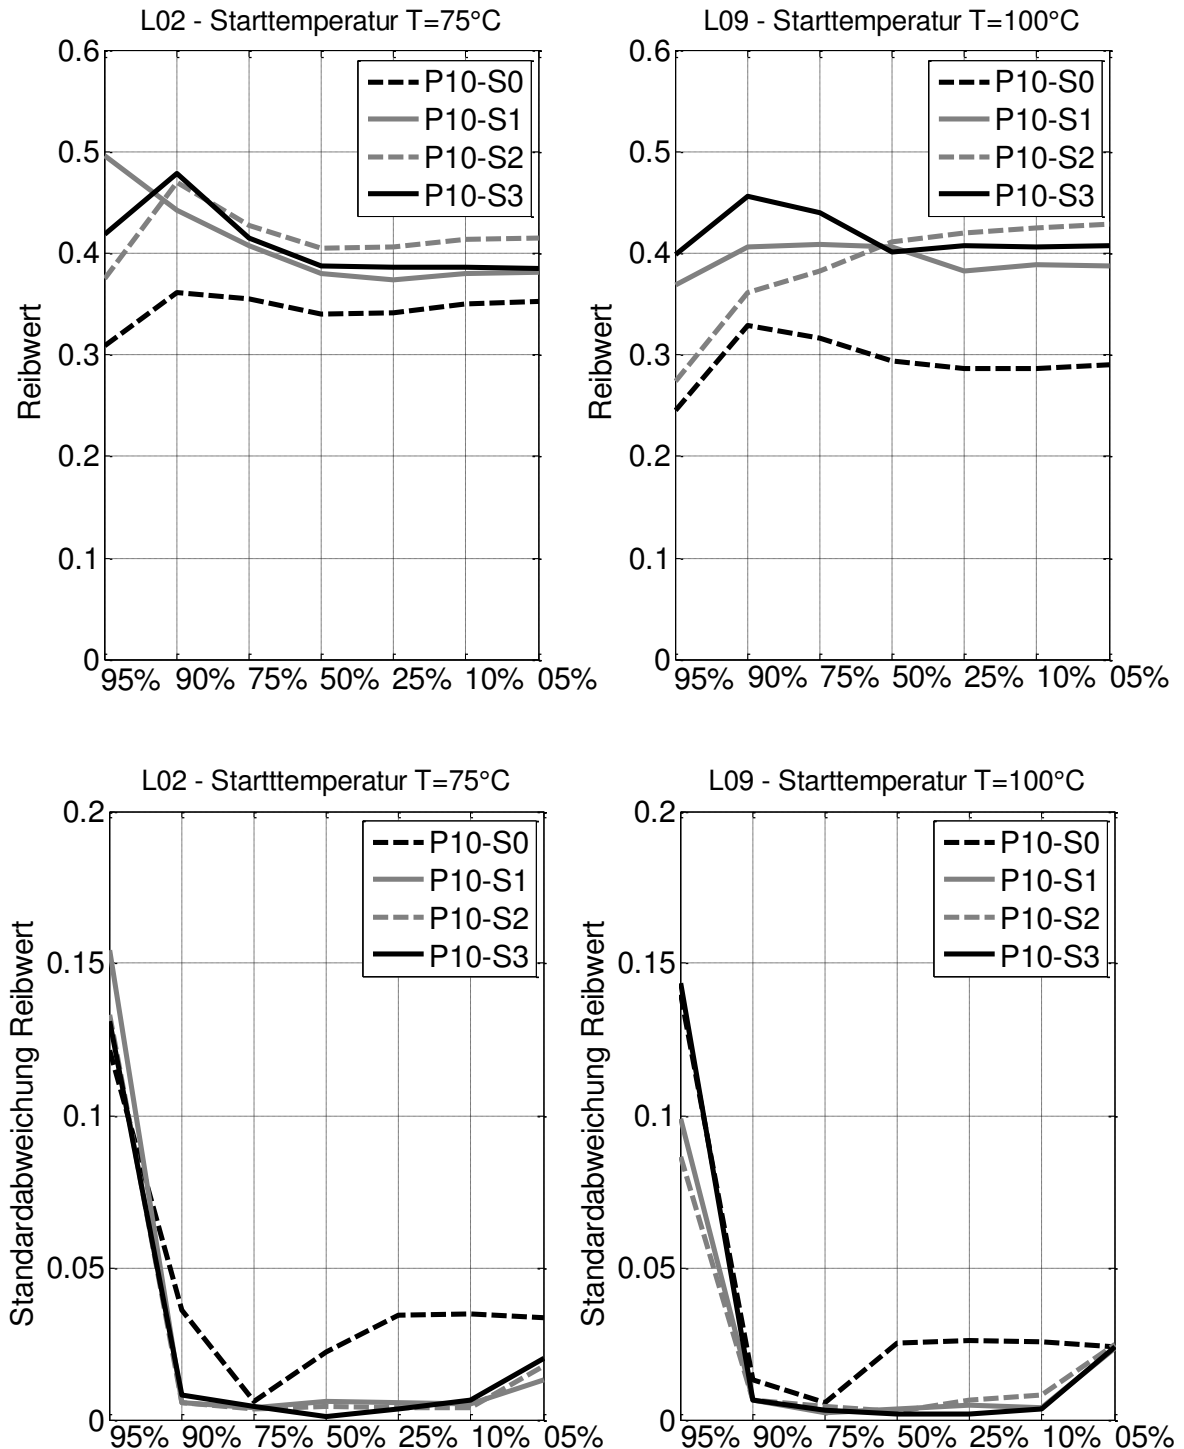 L02 - Starttemperatur T=75°C
0.6
0.5
0.4
0.3
0.2
0.1
0
Reibwert
P10-S0
P10-S1
P10-S2
P10-S3
95% 90% 75% 50% 25% 10% 05%
L09 - Starttemperatur T=100°C
0.6
0.5
0.4
0.3
0.2
0.1
0
Reibwert
P10-S0
P10-S1
P10-S2
P10-S3
95% 90% 75% 50% 25% 10% 05%
L02 - Startttemperatur T=75°C
0.2
0.15
0.1
0.05
0
Standardabweichung Reibwert
P10-S0
P10-S1
P10-S2
P10-S3
95% 90% 75% 50% 25% 10% 05%
L09 - Starttemperatur T=100°C
0.2
0.15
0.1
0.05
0
Standardabweichung Reibwert
P10-S0
P10-S1
P10-S2
P10-S3
95% 90% 75% 50% 25% 10% 05%